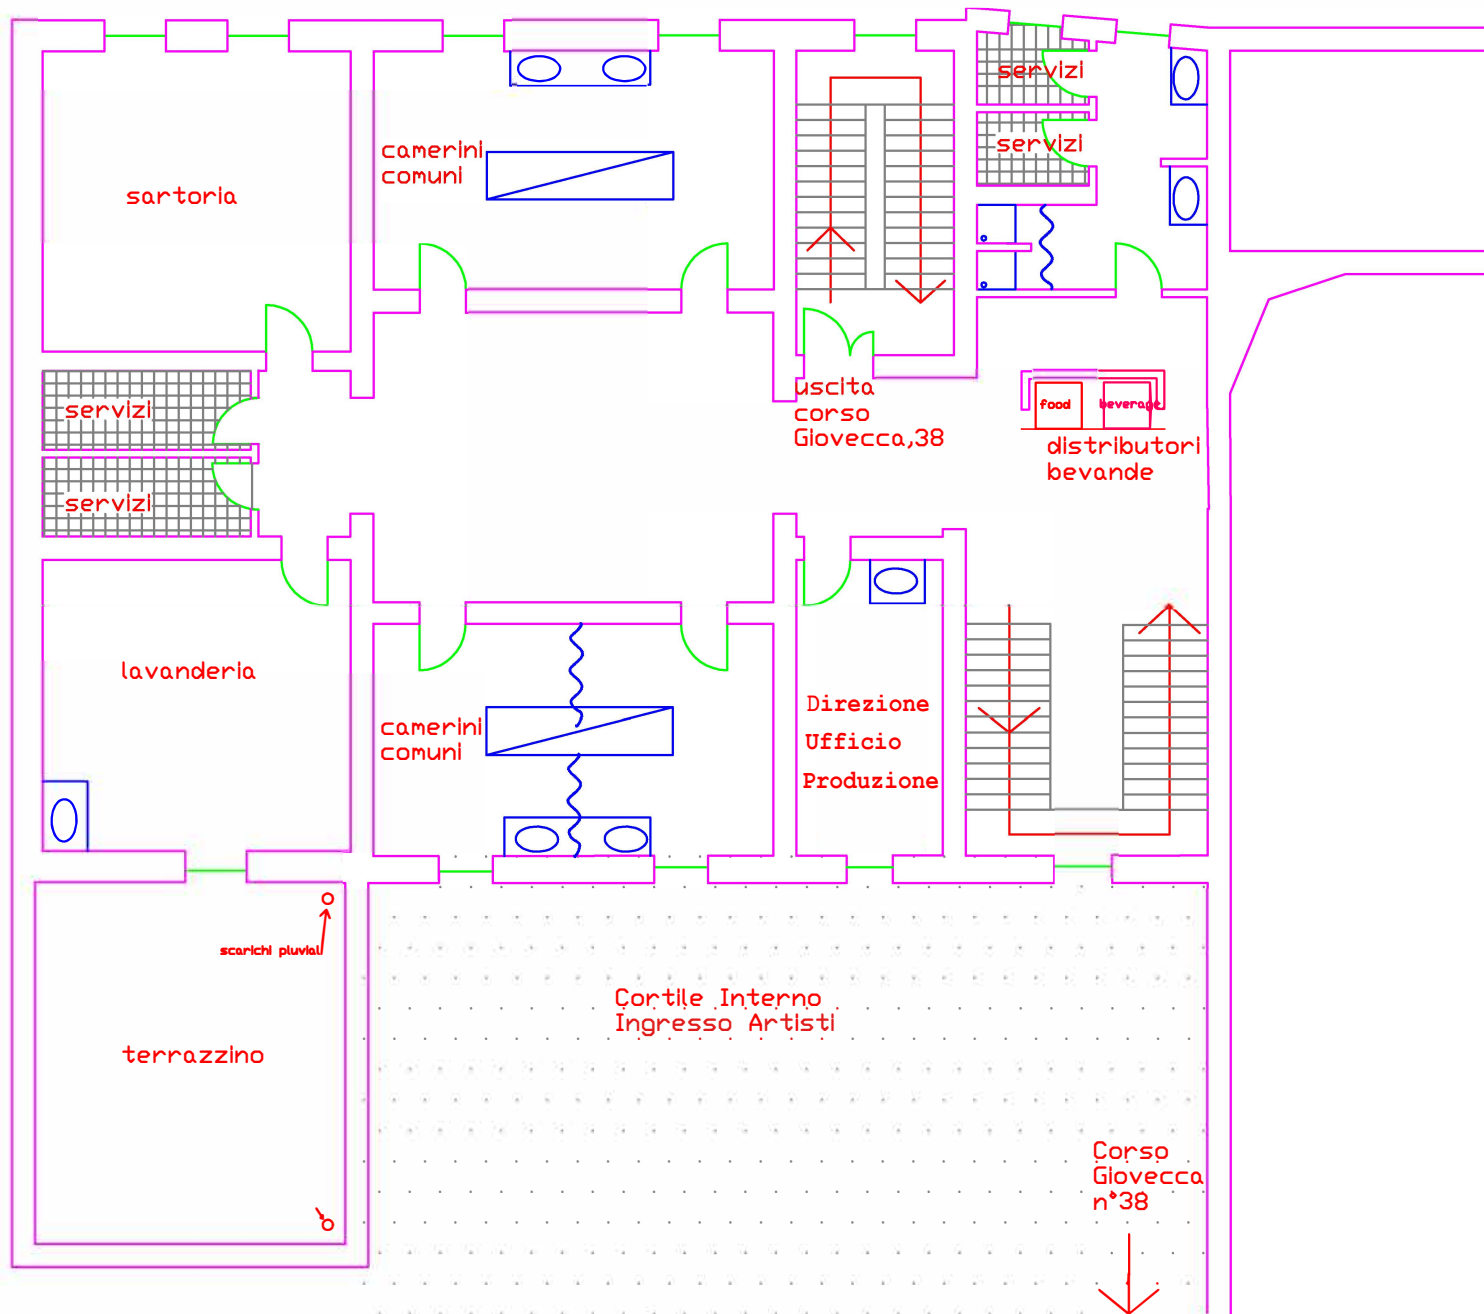 servizi
servizi
camerini
comuni
sartoria
uscita
corso
Giovecca,38
food
beverage
distributori
bevande
servizi
servizi
lavanderia
camerini
comuni
Direzione
Ufficio
Produzione
scarichi pluviali
Cortile Interno
Ingresso Artisti
terrazzino
Corso
Giovecca
n°38